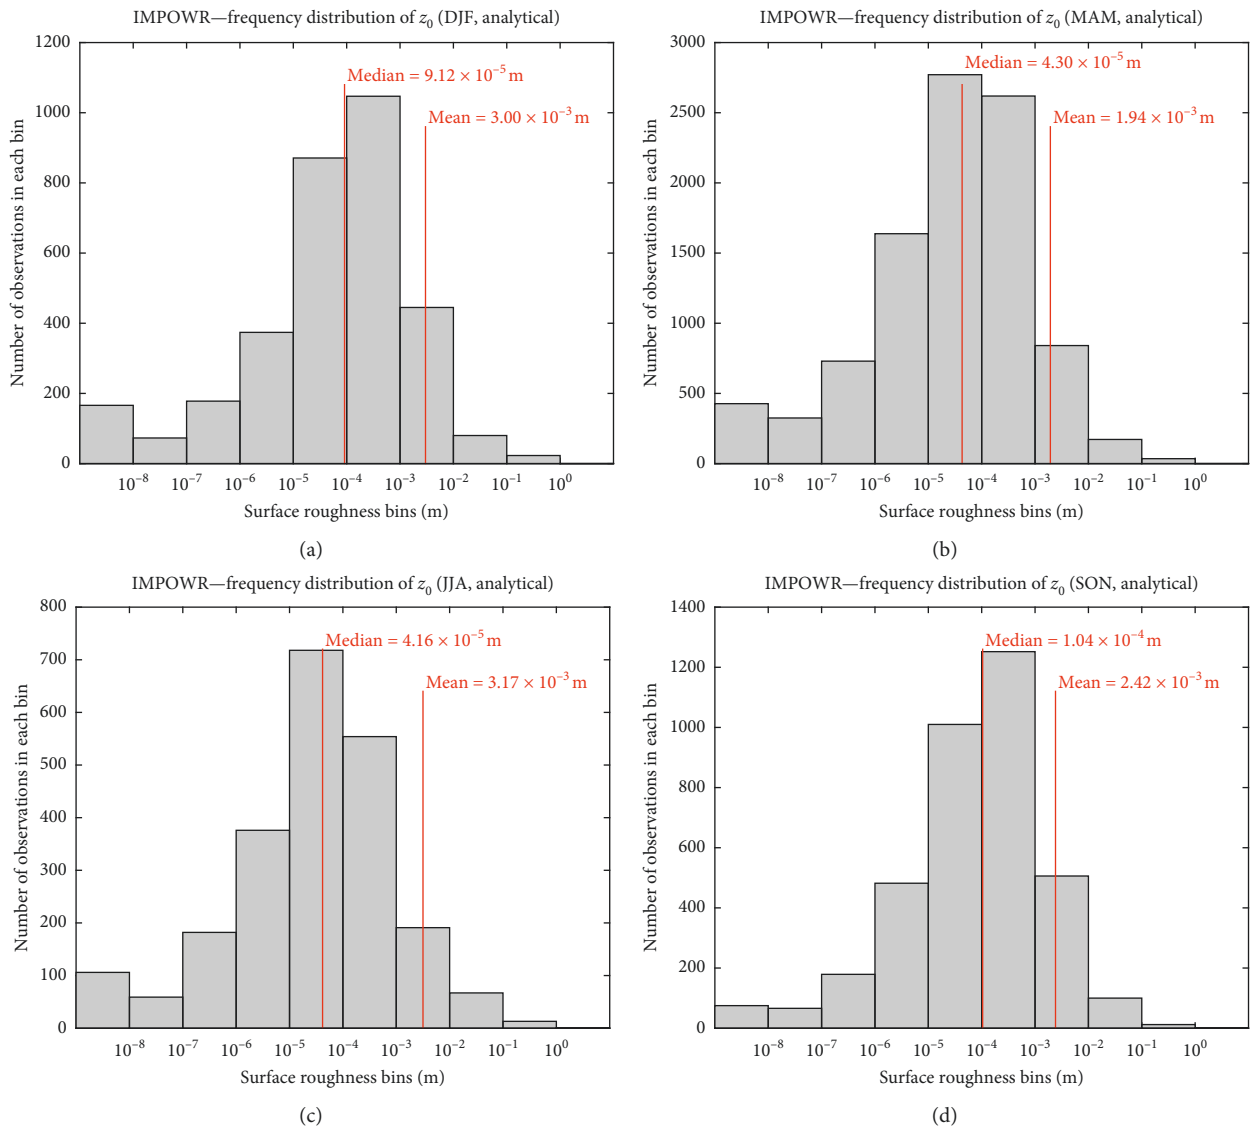 IMPOWR—frequency distribution of z₀ (DJF, analytical)
1200
1000
800
600
400
200
0
Number of observations in each bin
Median = 9.12 × 10⁻⁵ m
Mean = 3.00 × 10⁻³ m
10⁻⁸ 10⁻⁷ 10⁻⁶ 10⁻⁵ 10⁻⁴ 10⁻³ 10⁻² 10⁻¹ 10⁰
Surface roughness bins (m)
(a)
IMPOWR—frequency distribution of z₀ (MAM, analytical)
3000
2500
2000
1500
1000
500
0
Number of observations in each bin
Median = 4.30 × 10⁻⁵ m
Mean = 1.94 × 10⁻³ m
10⁻⁸ 10⁻⁷ 10⁻⁶ 10⁻⁵ 10⁻⁴ 10⁻³ 10⁻² 10⁻¹ 10⁰
Surface roughness bins (m)
(b)
IMPOWR—frequency distribution of z₀ (JJA, analytical)
800
700
600
500
400
300
200
100
0
Number of observations in each bin
Median = 4.16 × 10⁻⁵ m
Mean = 3.17 × 10⁻³ m
10⁻⁸ 10⁻⁷ 10⁻⁶ 10⁻⁵ 10⁻⁴ 10⁻³ 10⁻² 10⁻¹ 10⁰
Surface roughness bins (m)
(c)
IMPOWR—frequency distribution of z₀ (SON, analytical)
1400
1200
1000
800
600
400
200
0
Number of observations in each bin
Median = 1.04 × 10⁻⁴ m
Mean = 2.42 × 10⁻³ m
10⁻⁸ 10⁻⁷ 10⁻⁶ 10⁻⁵ 10⁻⁴ 10⁻³ 10⁻² 10⁻¹ 10⁰
Surface roughness bins (m)
(d)